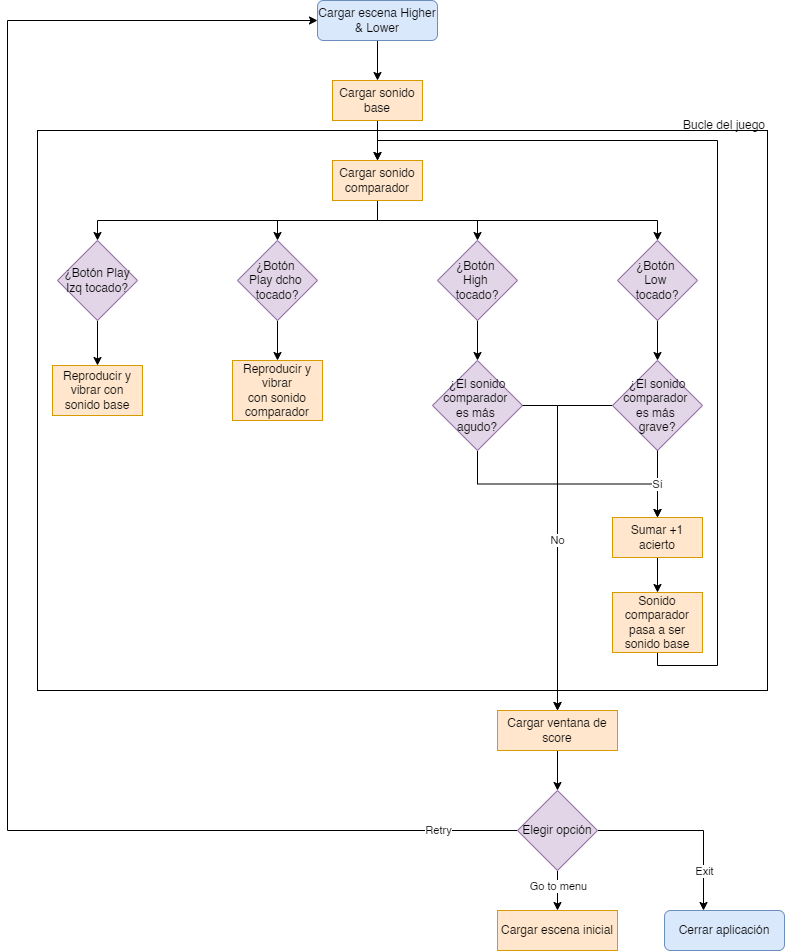 Cargar escena Higher
& Lower
Cargar sonido
base
Bucle del juego
Cargar sonido
comparador
¿Botón Play
Izq tocado?
¿Botón
Play dcho
tocado?
¿Botón
High
tocado?
¿Botón
Low
tocado?
Reproducir y
vibrar con
sonido base
Reproducir y
vibrar
con sonido
comparador
¿El sonido
comparador
es más
agudo?
¿El sonido
comparador
es más
grave?
Sí
No
Sumar +1
acierto
Sonido
comparador
pasa a ser
sonido base
Cargar ventana de
score
Elegir opción
Retry
Exit
Go to menu
Cargar escena inicial
Cerrar aplicación